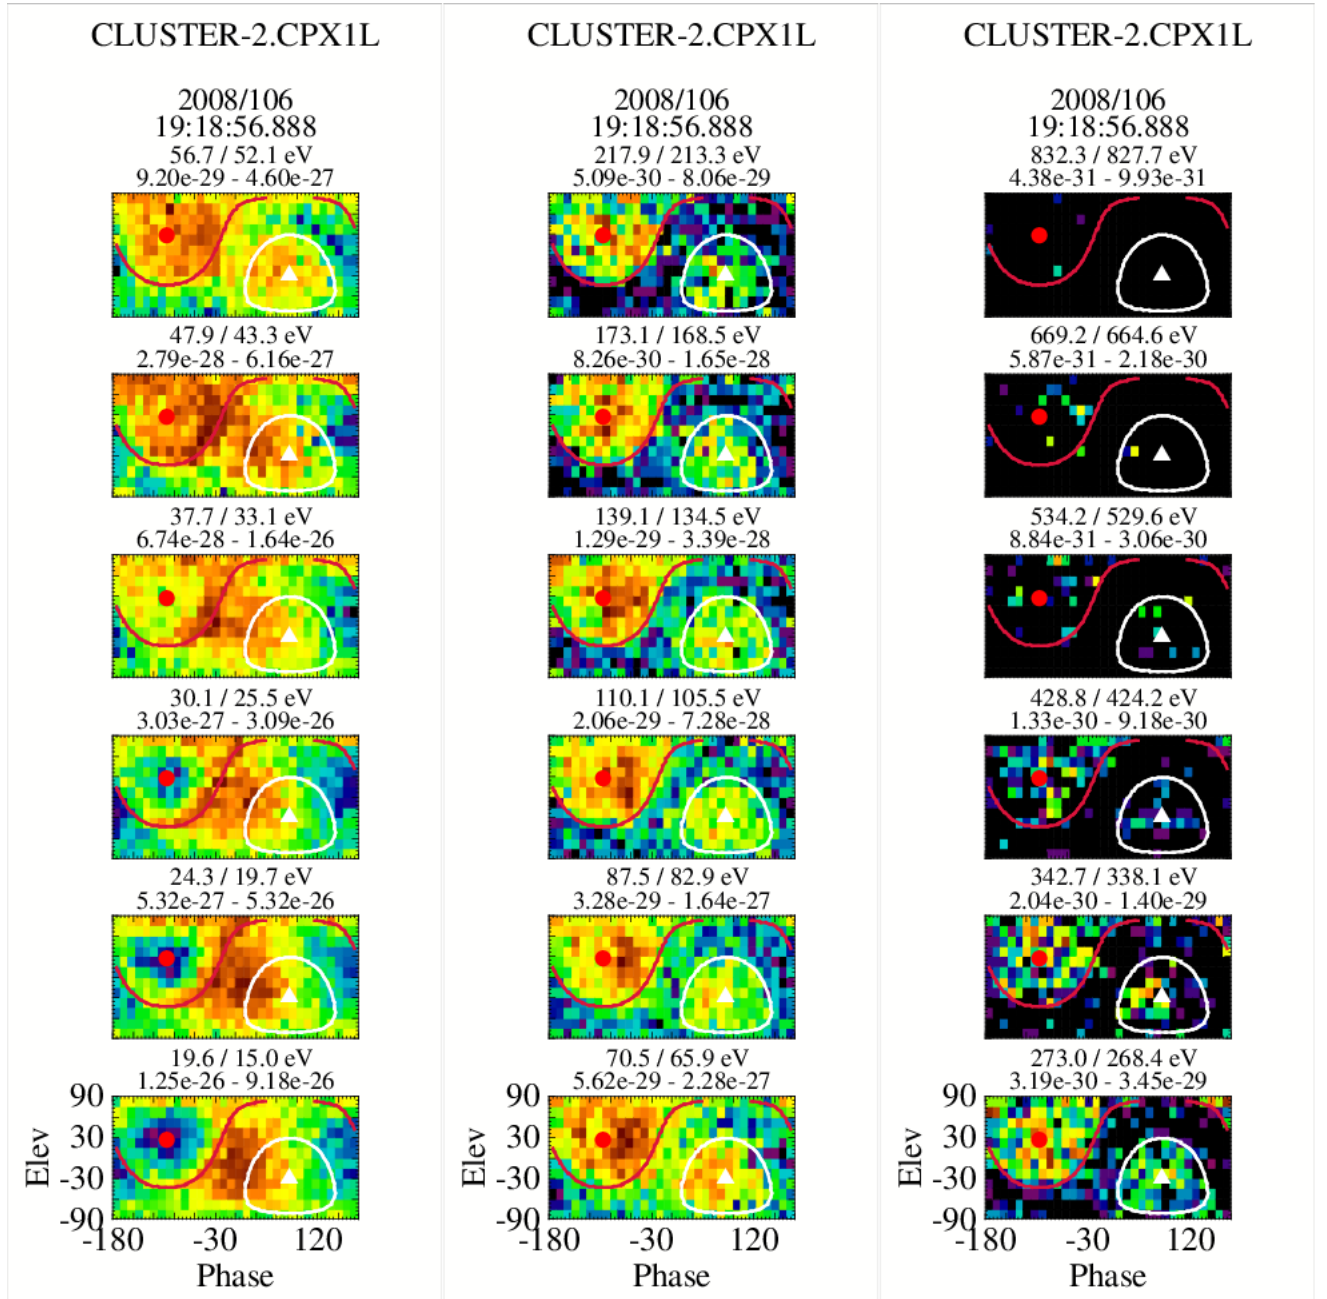 CLUSTER-2.CPX1L
2008/106
19:18:56.888
56.7 / 52.1 eV
9.20e-29 - 4.60e-27
47.9 / 43.3 eV
2.79e-28 - 6.16e-27
37.7 / 33.1 eV
6.74e-28 - 1.64e-26
30.1 / 25.5 eV
3.03e-27 - 3.09e-26
24.3 / 19.7 eV
5.32e-27 - 5.32e-26
19.6 / 15.0 eV
1.25e-26 - 9.18e-26
90
30
-30
-90
Elev
-180
-30
120
Phase
CLUSTER-2.CPX1L
2008/106
19:18:56.888
217.9 / 213.3 eV
5.09e-30 - 8.06e-29
173.1 / 168.5 eV
8.26e-30 - 1.65e-28
139.1 / 134.5 eV
1.29e-29 - 3.39e-28
110.1 / 105.5 eV
2.06e-29 - 7.28e-28
87.5 / 82.9 eV
3.28e-29 - 1.64e-27
70.5 / 65.9 eV
5.62e-29 - 2.28e-27
90
30
-30
-90
Elev
-180
-30
120
Phase
CLUSTER-2.CPX1L
2008/106
19:18:56.888
832.3 / 827.7 eV
4.38e-31 - 9.93e-31
669.2 / 664.6 eV
5.87e-31 - 2.18e-30
534.2 / 529.6 eV
8.84e-31 - 3.06e-30
428.8 / 424.2 eV
1.33e-30 - 9.18e-30
342.7 / 338.1 eV
2.04e-30 - 1.40e-29
273.0 / 268.4 eV
3.19e-30 - 3.45e-29
90
30
-30
-90
Elev
-180
-30
120
Phase